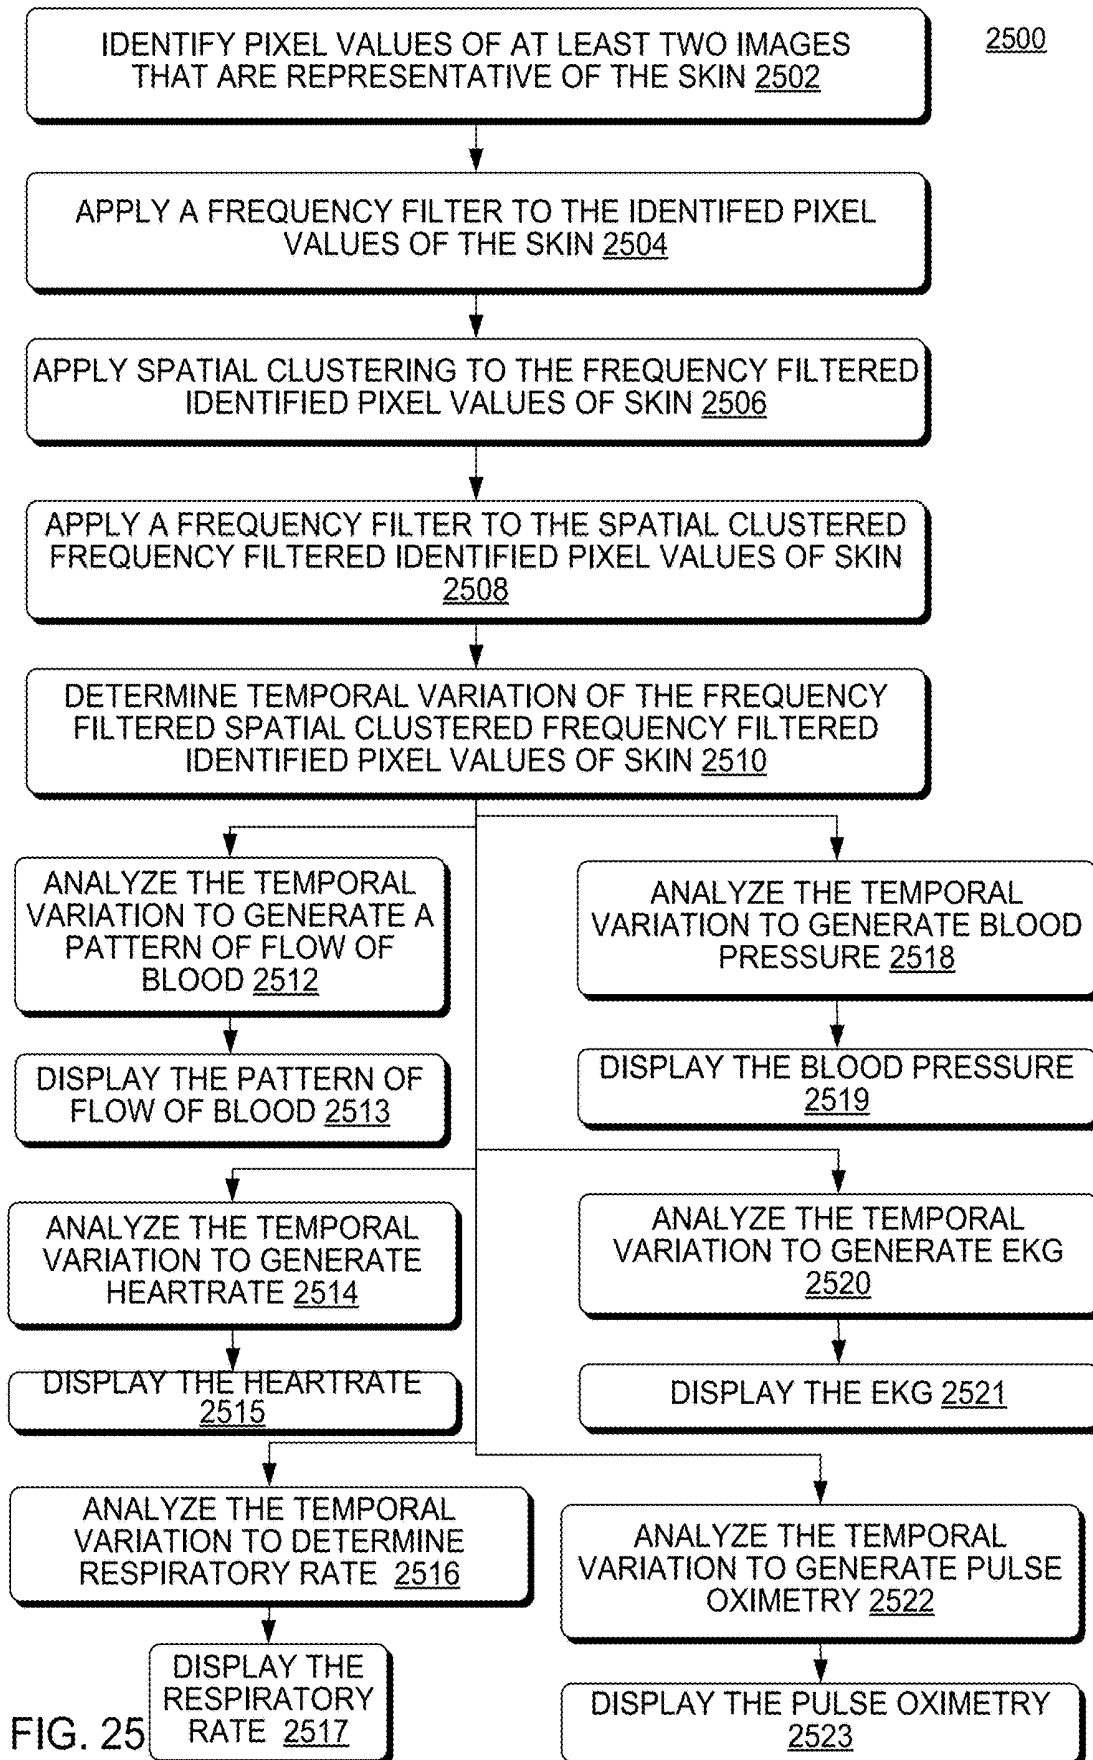 IDENTIFY PIXEL VALUES OF AT LEAST TWO IMAGES
THAT ARE REPRESENTATIVE OF THE SKIN 2502
2500
APPLY A FREQUENCY FILTER TO THE IDENTIFED PIXEL
VALUES OF THE SKIN 2504
APPLY SPATIAL CLUSTERING TO THE FREQUENCY FILTERED
IDENTIFIED PIXEL VALUES OF SKIN 2506
APPLY A FREQUENCY FILTER TO THE SPATIAL CLUSTERED
FREQUENCY FILTERED IDENTIFIED PIXEL VALUES OF SKIN
2508
DETERMINE TEMPORAL VARIATION OF THE FREQUENCY
FILTERED SPATIAL CLUSTERED FREQUENCY FILTERED
IDENTIFIED PIXEL VALUES OF SKIN 2510
ANALYZE THE TEMPORAL
VARIATION TO GENERATE A
PATTERN OF FLOW OF
BLOOD 2512
DISPLAY THE PATTERN OF
FLOW OF BLOOD 2513
ANALYZE THE TEMPORAL
VARIATION TO GENERATE BLOOD
PRESSURE 2518
DISPLAY THE BLOOD PRESSURE
2519
ANALYZE THE TEMPORAL
VARIATION TO GENERATE
HEARTRATE 2514
DISPLAY THE HEARTRATE
2515
ANALYZE THE TEMPORAL
VARIATION TO GENERATE EKG
2520
DISPLAY THE EKG 2521
ANALYZE THE TEMPORAL
VARIATION TO DETERMINE
RESPIRATORY RATE 2516
DISPLAY THE
RESPIRATORY
RATE 2517
ANALYZE THE TEMPORAL
VARIATION TO GENERATE PULSE
OXIMETRY 2522
DISPLAY THE PULSE OXIMETRY
2523
FIG. 25